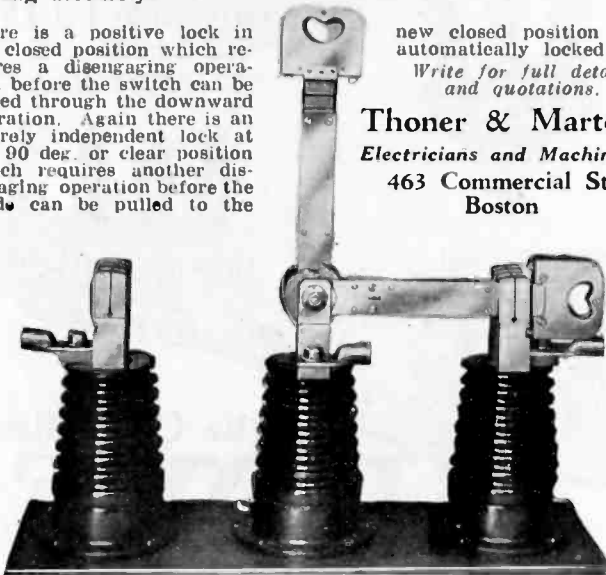 re is a positive lock in
closed position which re-
res a disengaging opera-
before the switch can be
ed through the downward
ration. Again there is an
rely independent lock at
90 deg. or clear position
ch requires another dis-
aging operation before the
can be pulled to the
new closed position
automatically locked
Write for full deta
and quotations.
Thoner & Marte
Electricians and Machin
463 Commercial St
Boston